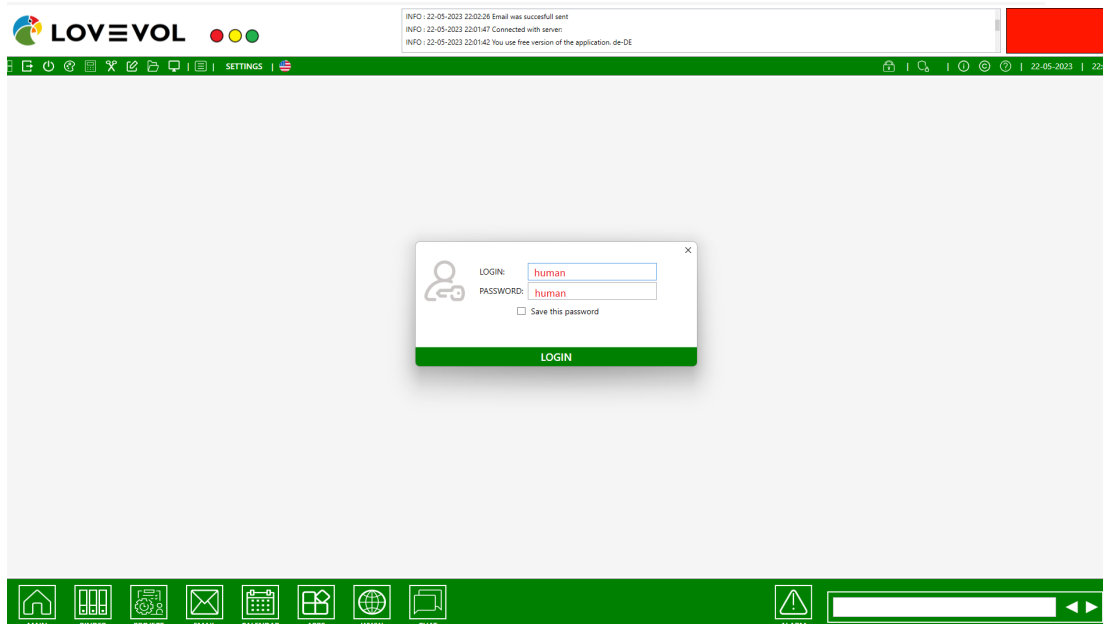 LOVEVOL
INFO : 22-05-2023 22:02:26 Email was succesfull sent
INFO : 22-05-2023 22:01:47 Connected with server:
INFO : 22-05-2023 22:01:42 You use free version of the application. de-DE
SETTINGS
22-05-2023 | 22:
LOGIN: human
PASSWORD: human
Save this password
LOGIN